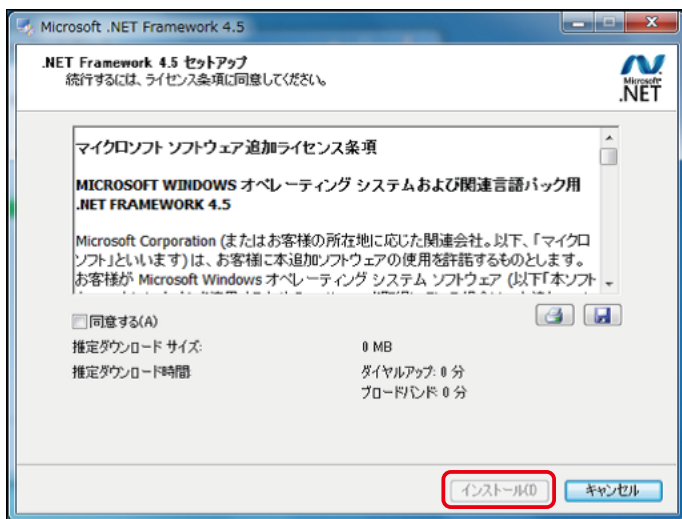 Microsoft .NET Framework 4.5
.NET Framework 4.5 セットアップ
続行するには、ライセンス条項に同意してください。
Microsoft
.NET
マイクロソフト ソフトウェア追加ライセンス条項
MICROSOFT WINDOWS オペレーティング システムおよび関連言語パック用
.NET FRAMEWORK 4.5
Microsoft Corporation (またはお客様の所在地に応じた関連会社。以下、「マイクロ
ソフト」といいます) は、お客様に本追加ソフトウェアの使用を許諾するものとします。
お客様が Microsoft Windows オペレーティング システム ソフトウェア (以下「本ソフト
同意する(A)
推定ダウンロード サイズ: 0 MB
推定ダウンロード時間 ダイヤルアップ: 0 分
ブロードバンド: 0 分
インストール(I) キャンセル